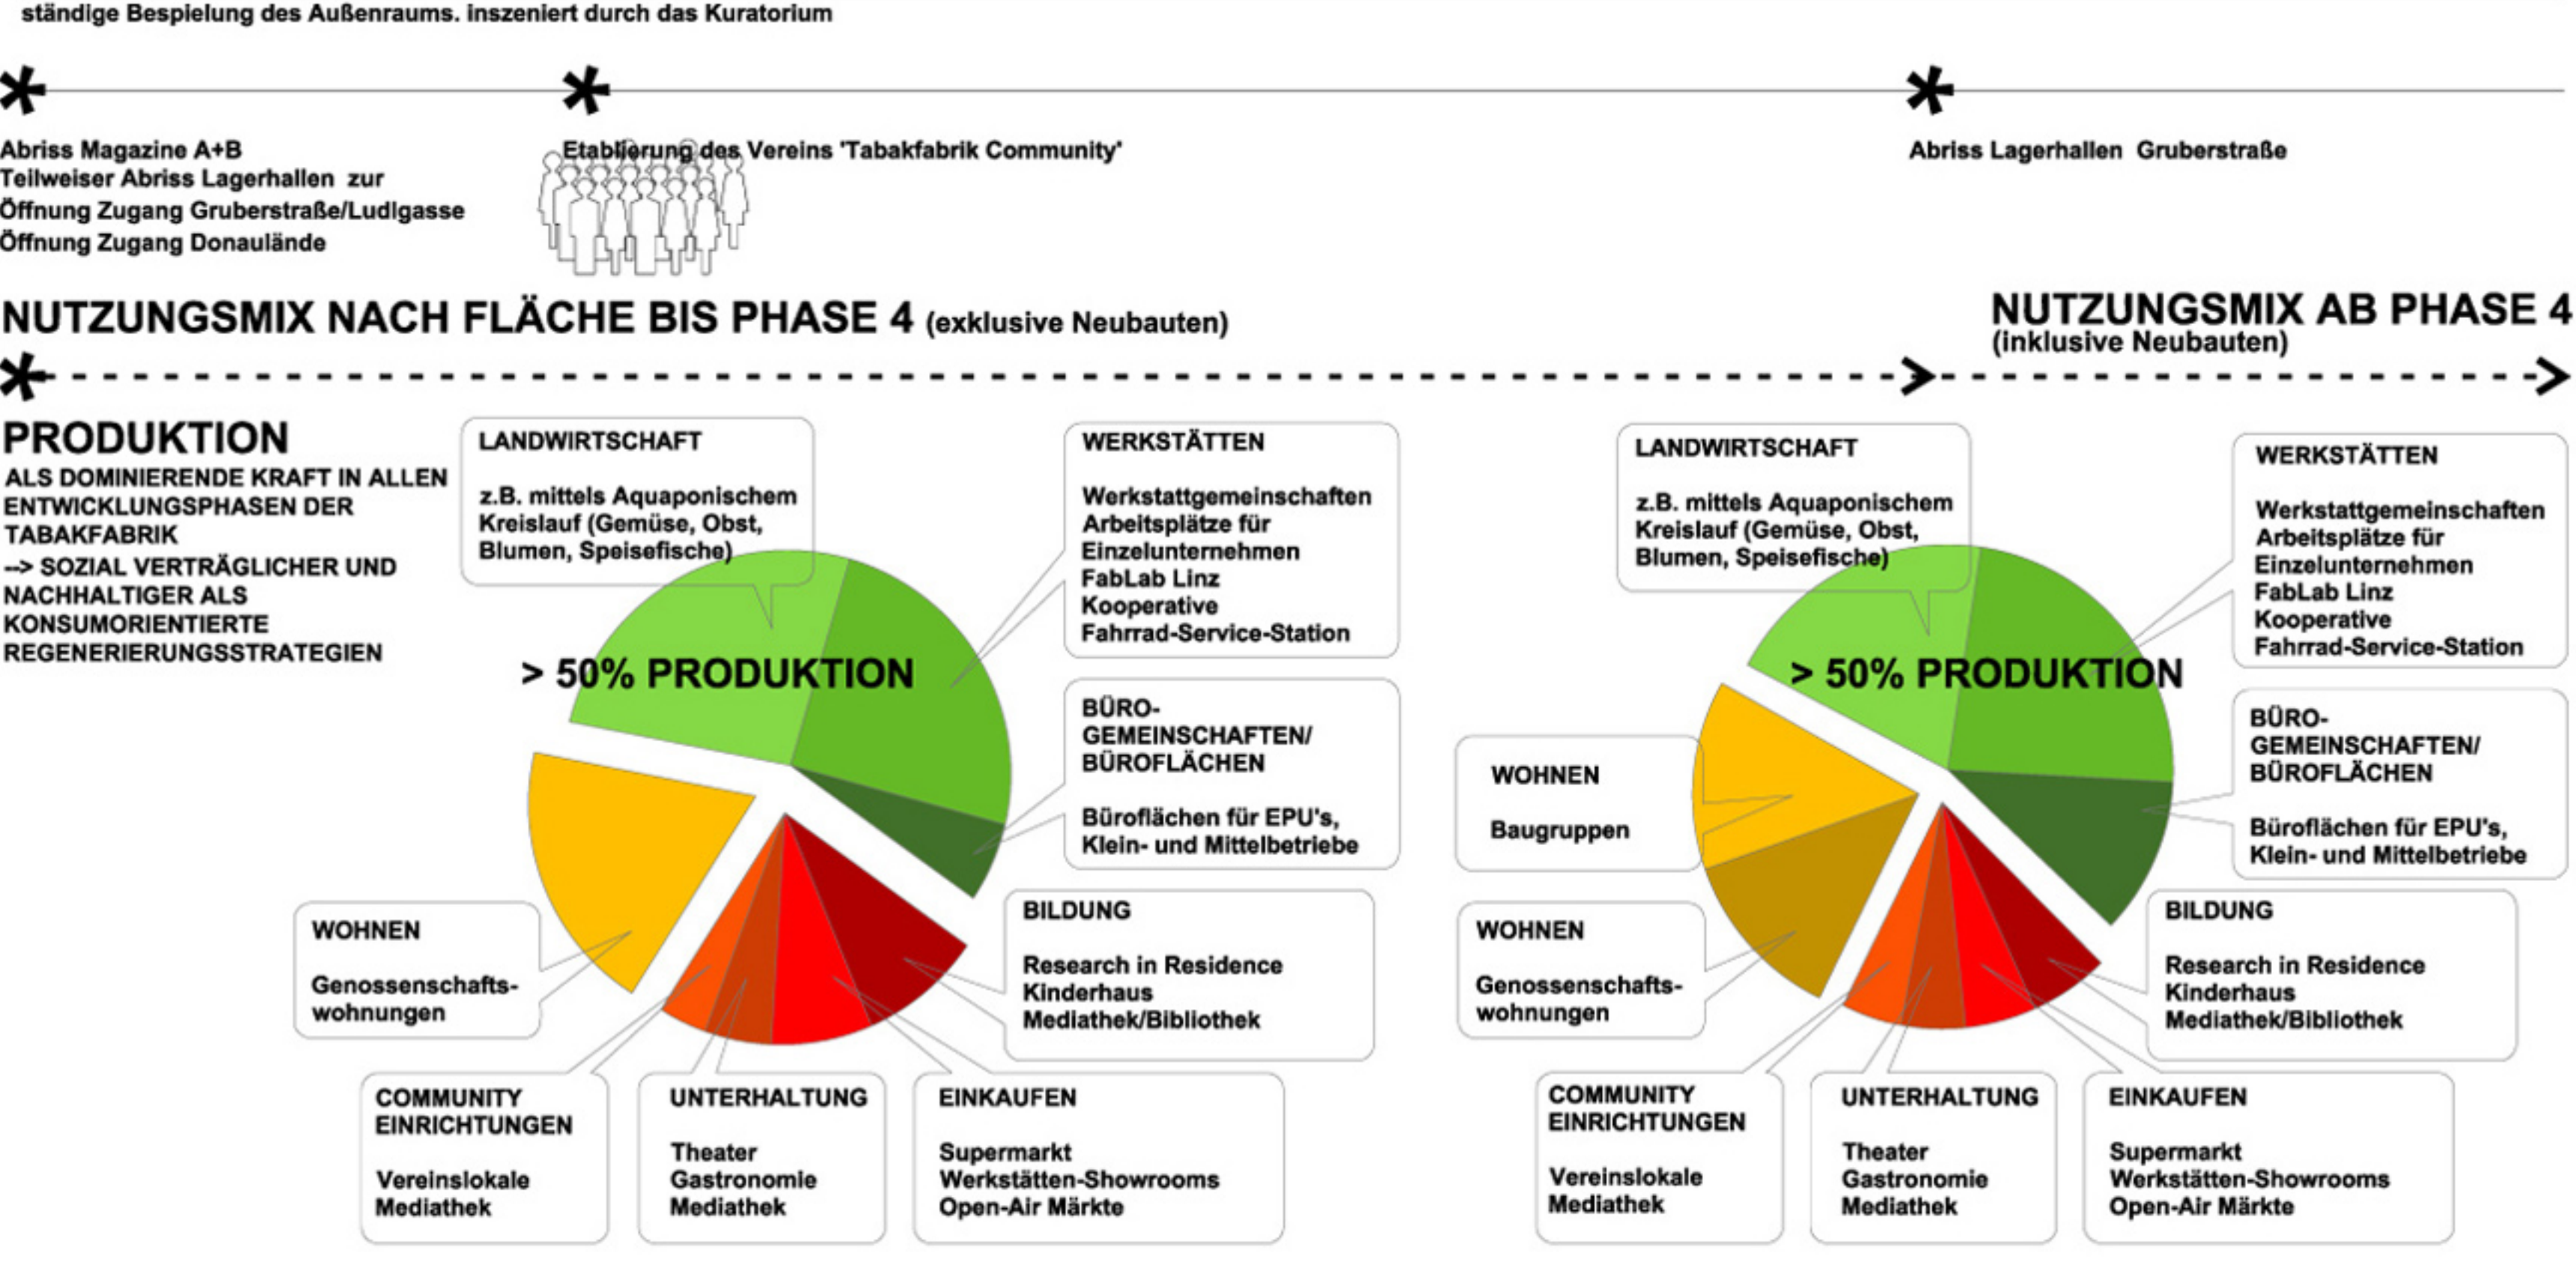 ständige Bespielung des Außenraums. inszeniert durch das Kuratorium
Abriss Magazine A+B
Teilweiser Abriss Lagerhallen zur
Öffnung Zugang Gruberstraße/Ludlgasse
Öffnung Zugang Donaulände
Etablierung des Vereins 'Tabakfabrik Community'
Abriss Lagerhallen Gruberstraße
NUTZUNGSMIX NACH FLÄCHE BIS PHASE 4 (exklusive Neubauten)
NUTZUNGSMIX AB PHASE 4
(inklusive Neubauten)
PRODUKTION
ALS DOMINIERENDE KRAFT IN ALLEN
ENTWICKLUNGSPHASEN DER
TABAKFABRIK
--> SOZIAL VERTRÄGLICHER UND
NACHHALTIGER ALS
KONSUMORIENTIERTE
REGENERIERUNGSSTRATEGIEN
LANDWIRTSCHAFT
z.B. mittels Aquaponischem
Kreislauf (Gemüse, Obst,
Blumen, Speisefische)
> 50% PRODUKTION
WERKSTÄTTEN
Werkstattgemeinschaften
Arbeitsplätze für
Einzelunternehmen
FabLab Linz
Kooperative
Fahrrad-Service-Station
BÜRO-
GEMEINSCHAFTEN/
BÜROFLÄCHEN
Büroflächen für EPU's,
Klein- und Mittelbetriebe
BILDUNG
Research in Residence
Kinderhaus
Mediathek/Bibliothek
WOHNEN
Genossenschafts-
wohnungen
COMMUNITY
EINRICHTUNGEN
Vereinslokale
Mediathek
UNTERHALTUNG
Theater
Gastronomie
Mediathek
EINKAUFEN
Supermarkt
Werkstätten-Showrooms
Open-Air Märkte
LANDWIRTSCHAFT
z.B. mittels Aquaponischem
Kreislauf (Gemüse, Obst,
Blumen, Speisefische)
> 50% PRODUKTION
WERKSTÄTTEN
Werkstattgemeinschaften
Arbeitsplätze für
Einzelunternehmen
FabLab Linz
Kooperative
Fahrrad-Service-Station
BÜRO-
GEMEINSCHAFTEN/
BÜROFLÄCHEN
Büroflächen für EPU's,
Klein- und Mittelbetriebe
WOHNEN
Baugruppen
WOHNEN
Genossenschafts-
wohnungen
BILDUNG
Research in Residence
Kinderhaus
Mediathek/Bibliothek
COMMUNITY
EINRICHTUNGEN
Vereinslokale
Mediathek
UNTERHALTUNG
Theater
Gastronomie
Mediathek
EINKAUFEN
Supermarkt
Werkstätten-Showrooms
Open-Air Märkte